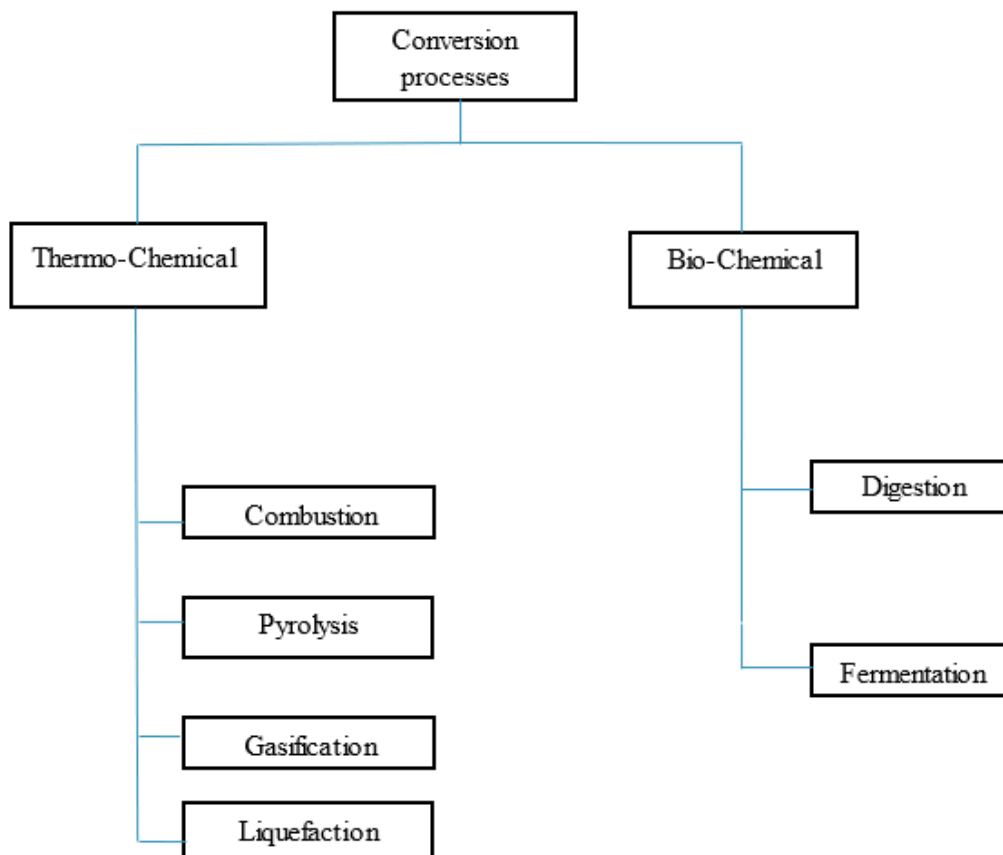 Conversion
processes
Thermo-Chemical
Bio-Chemical
Combustion
Pyrolysis
Gasification
Liquefaction
Digestion
Fermentation